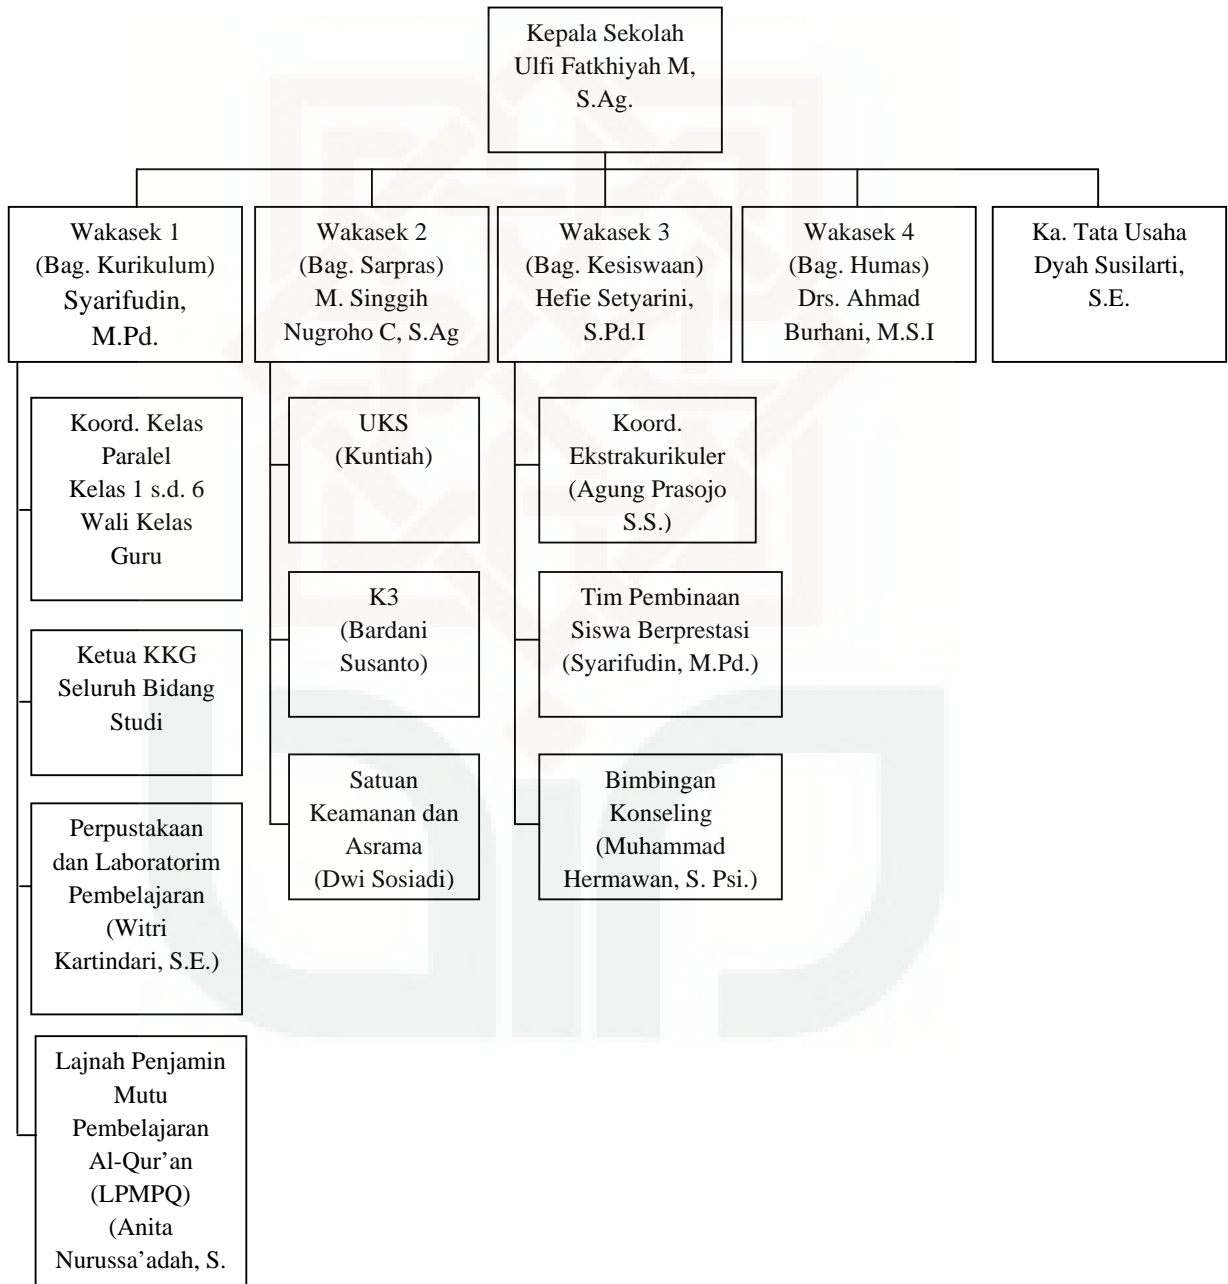 Kepala Sekolah
Ulfi Fatkhiyah M,
S.Ag.
Wakasek 1
(Bag. Kurikulum)
Syarifudin,
M.Pd.
Wakasek 2
(Bag. Sarpras)
M. Singgih
Nugroho C, S.Ag
Wakasek 3
(Bag. Kesiswaan)
Hefie Setyarini,
S.Pd.I
Wakasek 4
(Bag. Humas)
Drs. Ahmad
Burhani, M.S.I
Ka. Tata Usaha
Dyah Susilarti,
S.E.
Koord. Kelas
Paralel
Kelas 1 s.d. 6
Wali Kelas
Guru
Ketua KKG
Seluruh Bidang
Studi
Perpustakaan
dan Laboratorim
Pembelajaran
(Witri
Kartindari, S.E.)
Lajnah Penjamin
Mutu
Pembelajaran
Al-Qur’an
(LPMPQ)
(Anita
Nurussa’adah, S.
UKS
(Kuntiah)
K3
(Bardani
Susanto)
Satuan
Keamanan dan
Asrama
(Dwi Sosiadi)
Koord.
Ekstrakurikuler
(Agung Prasojo
S.S.)
Tim Pembinaan
Siswa Berprestasi
(Syarifudin, M.Pd.)
Bimbingan
Konseling
(Muhammad
Hermawan, S. Psi.)